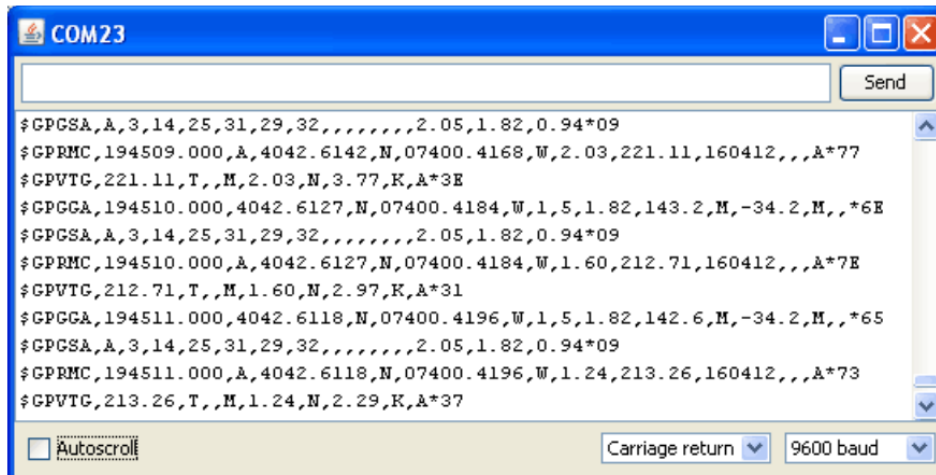 COM23
Send
$GPGSA,A,3,14,25,31,29,32,,,,,,,,2.05,1.82,0.94*09
$GPRMC,194509.000,A,4042.6142,N,07400.4168,W,2.03,221.11,160412,,,A*77
$GPVTG,221.11,T,,M,2.03,N,3.77,K,A*3E
$GPGGA,194510.000,4042.6127,N,07400.4184,W,1,5,1.82,143.2,M,-34.2,M,,*6E
$GPGSA,A,3,14,25,31,29,32,,,,,,,,2.05,1.82,0.94*09
$GPRMC,194510.000,A,4042.6127,N,07400.4184,W,1.60,212.71,160412,,,A*7E
$GPVTG,212.71,T,,M,1.60,N,2.97,K,A*31
$GPGGA,194511.000,4042.6118,N,07400.4196,W,1,5,1.82,142.6,M,-34.2,M,,*65
$GPGSA,A,3,14,25,31,29,32,,,,,,,,2.05,1.82,0.94*09
$GPRMC,194511.000,A,4042.6118,N,07400.4196,W,1.24,213.26,160412,,,A*73
$GPVTG,213.26,T,,M,1.24,N,2.29,K,A*37
Autoscroll
Carriage return
9600 baud